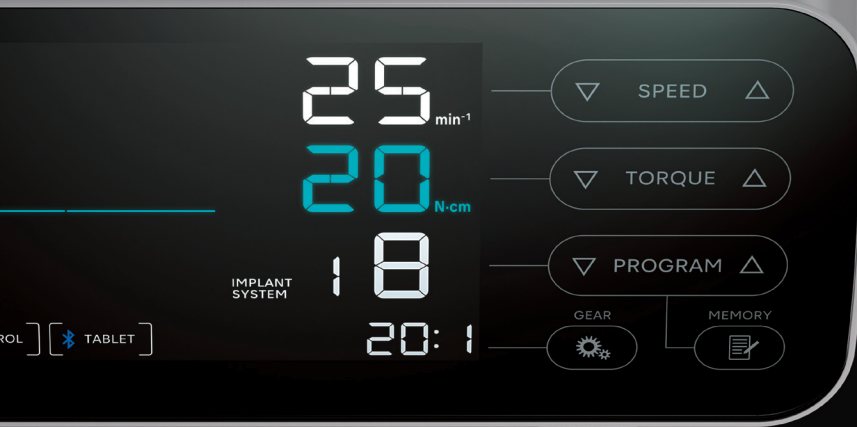 25 min⁻¹
SPEED
20 N·cm
TORQUE
IMPLANT
SYSTEM
18
PROGRAM
GEAR
MEMORY
TABLET
20:1